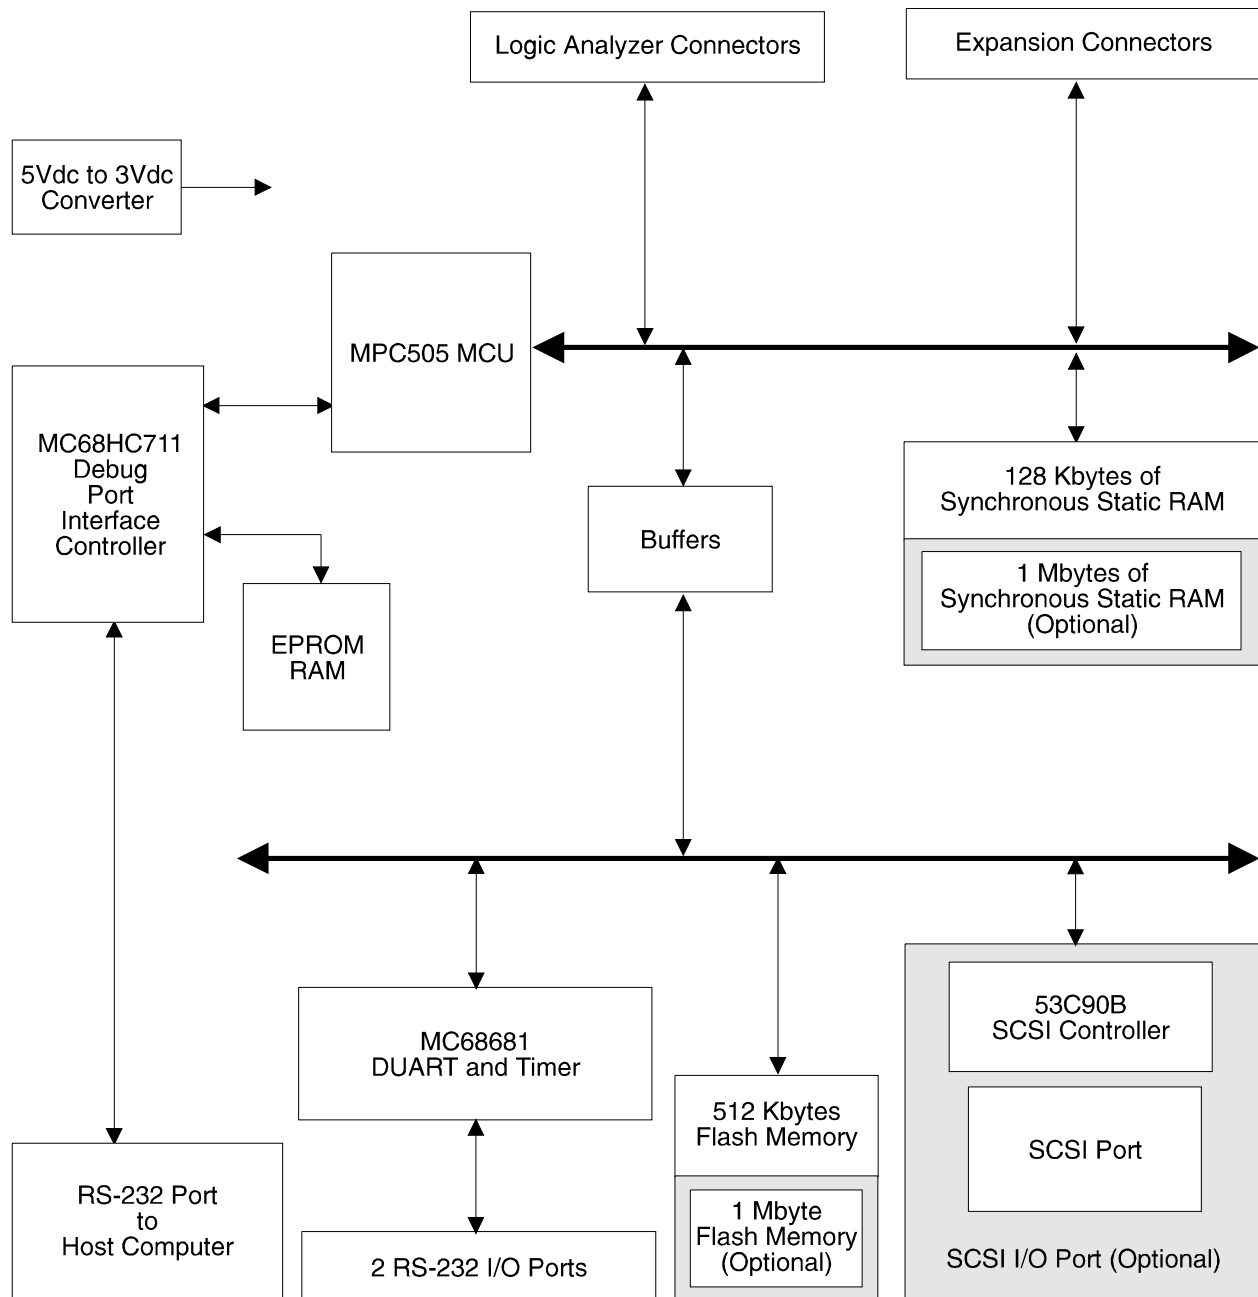 Logic Analyzer Connectors
Expansion Connectors
5Vdc to 3Vdc
Converter
MPC505 MCU
MC68HC711
Debug
Port
Interface
Controller
128 Kbytes of
Synchronous Static RAM
Buffers
1 Mbytes of
Synchronous Static RAM
(Optional)
EPROM
RAM
53C90B
SCSI Controller
MC68681
DUART and Timer
512 Kbytes
Flash Memory
SCSI Port
RS-232 Port
to
Host Computer
1 Mbyte
Flash Memory
(Optional)
2 RS-232 I/O Ports
SCSI I/O Port (Optional)